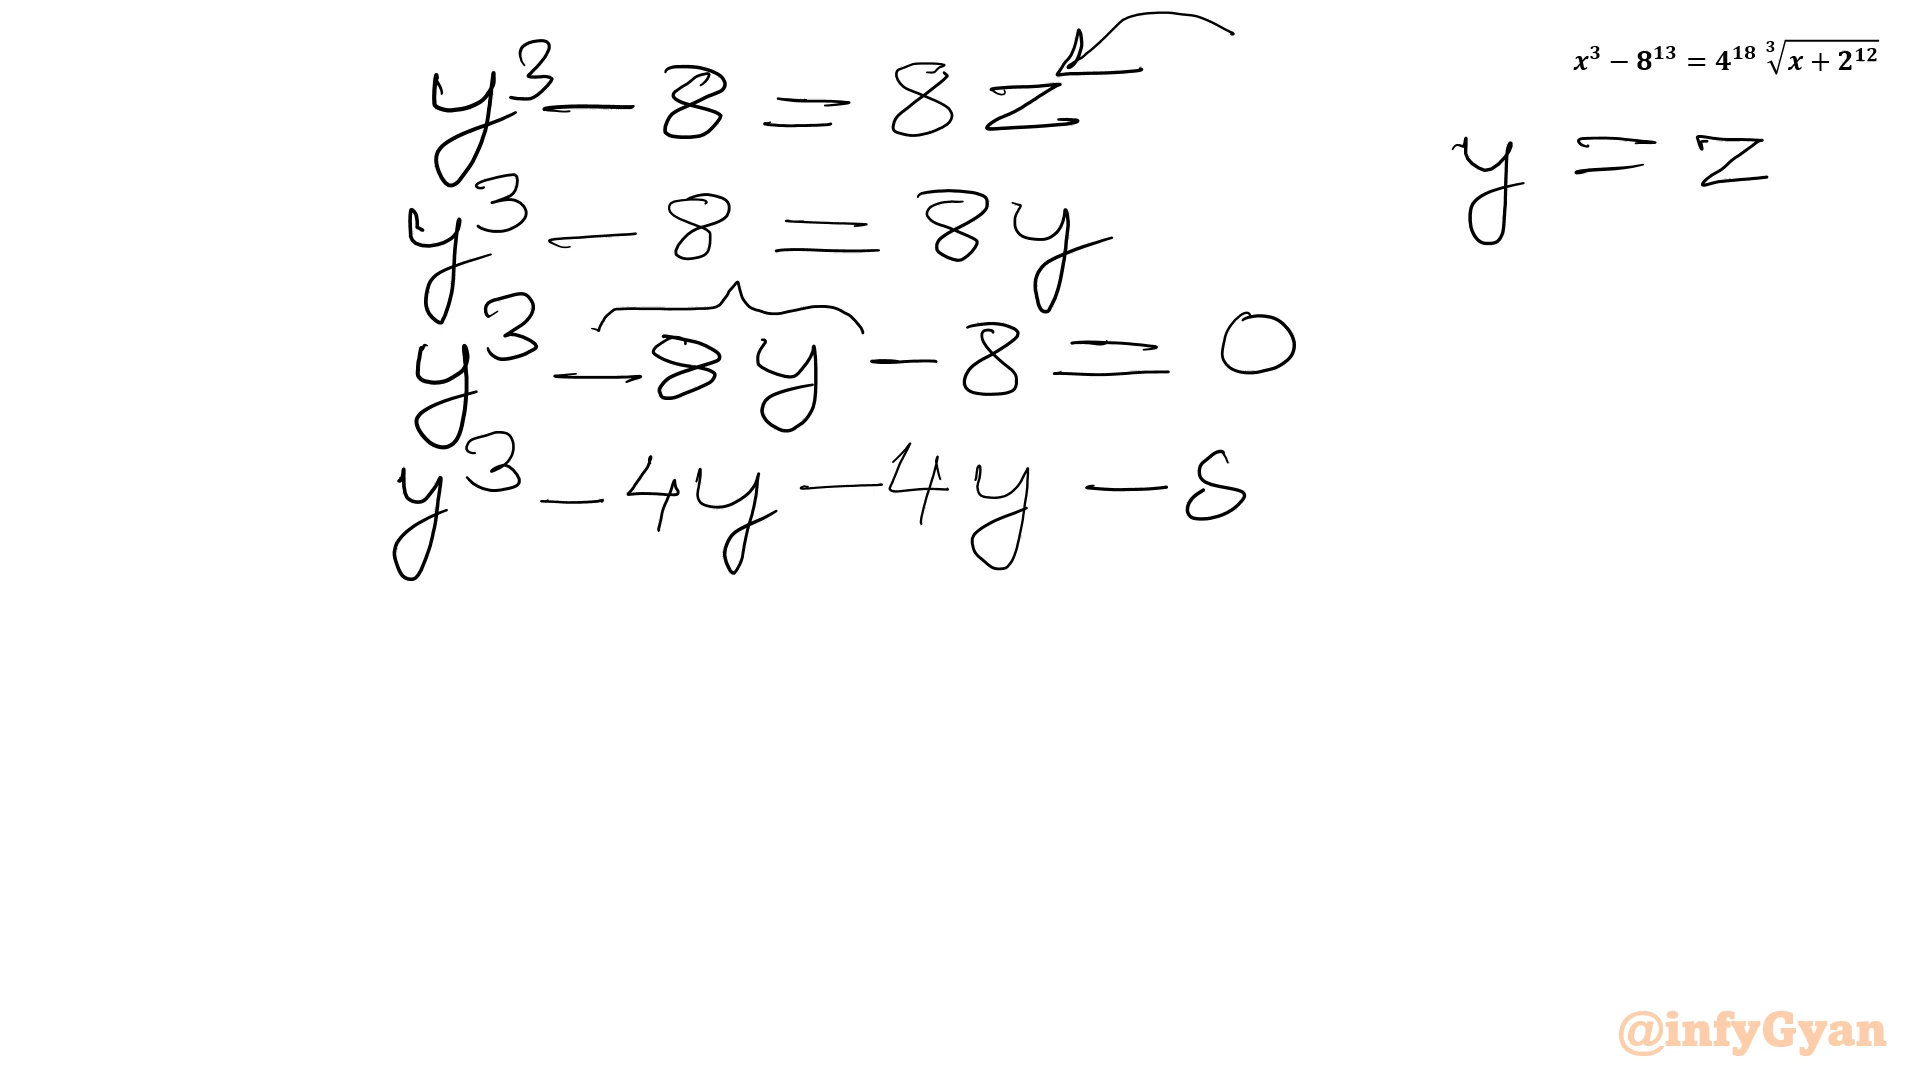 y³ - 8 = 8z
x³ − 8¹³ = 4¹⁸ ∛(x + 2¹²)
y = z
y³ - 8 = 8y
y³ - 8y - 8 = 0
y³ - 4y - 4y - 8
@infyGyan